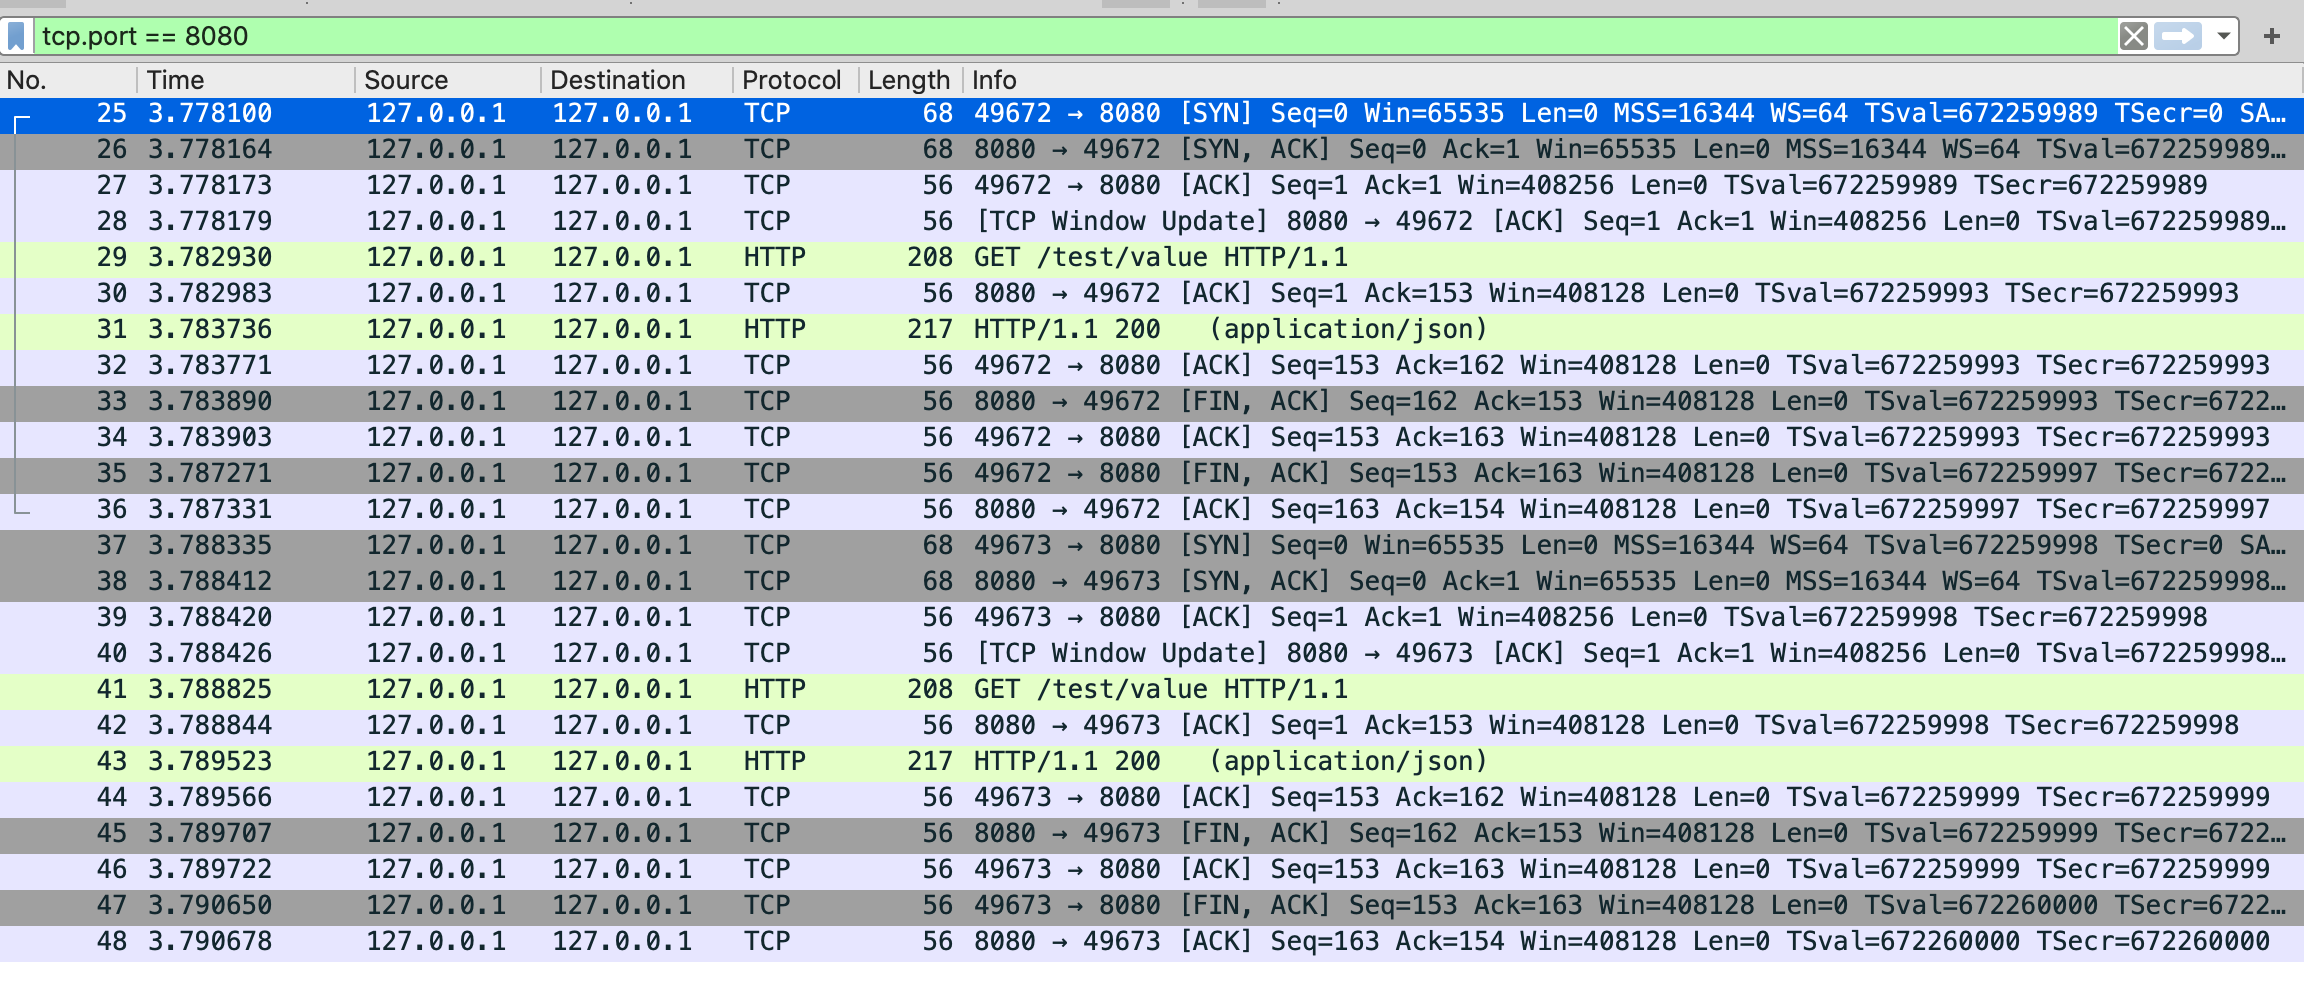 tcp.port == 8080
No. Time Source Destination Protocol Length Info
25 3.778100 127.0.0.1 127.0.0.1 TCP 68 49672 → 8080 [SYN] Seq=0 Win=65535 Len=0 MSS=16344 WS=64 TSval=672259989 TSecr=0 SA…
26 3.778164 127.0.0.1 127.0.0.1 TCP 68 8080 → 49672 [SYN, ACK] Seq=0 Ack=1 Win=65535 Len=0 MSS=16344 WS=64 TSval=672259989…
27 3.778173 127.0.0.1 127.0.0.1 TCP 56 49672 → 8080 [ACK] Seq=1 Ack=1 Win=408256 Len=0 TSval=672259989 TSecr=672259989
28 3.778179 127.0.0.1 127.0.0.1 TCP 56 [TCP Window Update] 8080 → 49672 [ACK] Seq=1 Ack=1 Win=408256 Len=0 TSval=672259989…
29 3.782930 127.0.0.1 127.0.0.1 HTTP 208 GET /test/value HTTP/1.1
30 3.782983 127.0.0.1 127.0.0.1 TCP 56 8080 → 49672 [ACK] Seq=1 Ack=153 Win=408128 Len=0 TSval=672259993 TSecr=672259993
31 3.783736 127.0.0.1 127.0.0.1 HTTP 217 HTTP/1.1 200 (application/json)
32 3.783771 127.0.0.1 127.0.0.1 TCP 56 49672 → 8080 [ACK] Seq=153 Ack=162 Win=408128 Len=0 TSval=672259993 TSecr=672259993
33 3.783890 127.0.0.1 127.0.0.1 TCP 56 8080 → 49672 [FIN, ACK] Seq=162 Ack=153 Win=408128 Len=0 TSval=672259993 TSecr=6722…
34 3.783903 127.0.0.1 127.0.0.1 TCP 56 49672 → 8080 [ACK] Seq=153 Ack=163 Win=408128 Len=0 TSval=672259993 TSecr=672259993
35 3.787271 127.0.0.1 127.0.0.1 TCP 56 49672 → 8080 [FIN, ACK] Seq=153 Ack=163 Win=408128 Len=0 TSval=672259997 TSecr=6722…
36 3.787331 127.0.0.1 127.0.0.1 TCP 56 8080 → 49672 [ACK] Seq=163 Ack=154 Win=408128 Len=0 TSval=672259997 TSecr=672259997
37 3.788335 127.0.0.1 127.0.0.1 TCP 68 49673 → 8080 [SYN] Seq=0 Win=65535 Len=0 MSS=16344 WS=64 TSval=672259998 TSecr=0 SA…
38 3.788412 127.0.0.1 127.0.0.1 TCP 68 8080 → 49673 [SYN, ACK] Seq=0 Ack=1 Win=65535 Len=0 MSS=16344 WS=64 TSval=672259998…
39 3.788420 127.0.0.1 127.0.0.1 TCP 56 49673 → 8080 [ACK] Seq=1 Ack=1 Win=408256 Len=0 TSval=672259998 TSecr=672259998
40 3.788426 127.0.0.1 127.0.0.1 TCP 56 [TCP Window Update] 8080 → 49673 [ACK] Seq=1 Ack=1 Win=408256 Len=0 TSval=672259998…
41 3.788825 127.0.0.1 127.0.0.1 HTTP 208 GET /test/value HTTP/1.1
42 3.788844 127.0.0.1 127.0.0.1 TCP 56 8080 → 49673 [ACK] Seq=1 Ack=153 Win=408128 Len=0 TSval=672259998 TSecr=672259998
43 3.789523 127.0.0.1 127.0.0.1 HTTP 217 HTTP/1.1 200 (application/json)
44 3.789566 127.0.0.1 127.0.0.1 TCP 56 49673 → 8080 [ACK] Seq=153 Ack=162 Win=408128 Len=0 TSval=672259999 TSecr=672259999
45 3.789707 127.0.0.1 127.0.0.1 TCP 56 8080 → 49673 [FIN, ACK] Seq=162 Ack=153 Win=408128 Len=0 TSval=672259999 TSecr=6722…
46 3.789722 127.0.0.1 127.0.0.1 TCP 56 49673 → 8080 [ACK] Seq=153 Ack=163 Win=408128 Len=0 TSval=672259999 TSecr=672259999
47 3.790650 127.0.0.1 127.0.0.1 TCP 56 49673 → 8080 [FIN, ACK] Seq=153 Ack=163 Win=408128 Len=0 TSval=672260000 TSecr=6722…
48 3.790678 127.0.0.1 127.0.0.1 TCP 56 8080 → 49673 [ACK] Seq=163 Ack=154 Win=408128 Len=0 TSval=672260000 TSecr=672260000